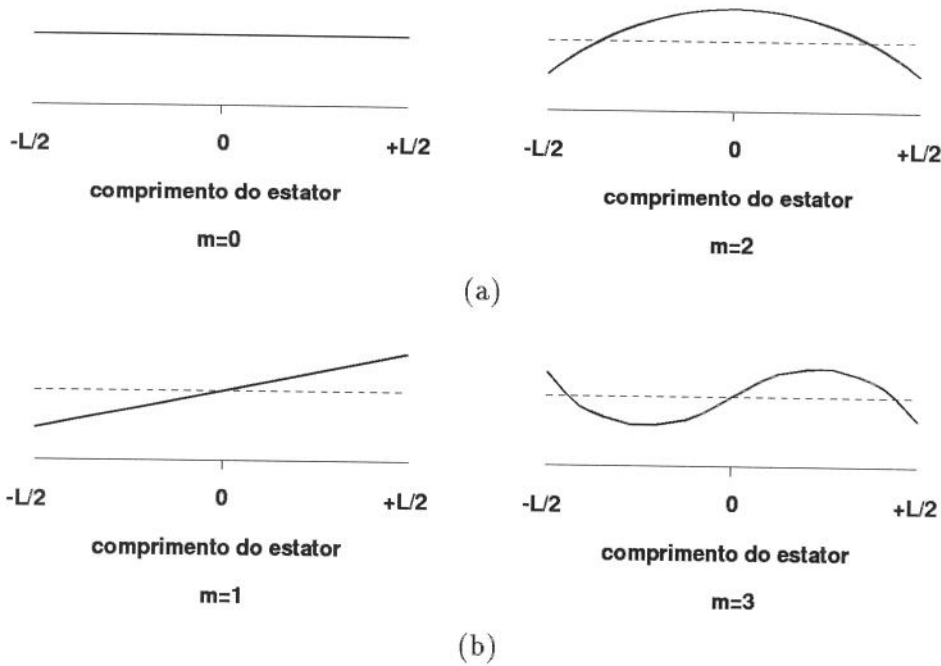 -L/2 0 +L/2
comprimento do estator
m=0
-L/2 0 +L/2
comprimento do estator
m=2
(a)
-L/2 0 +L/2
comprimento do estator
m=1
-L/2 0 +L/2
comprimento do estator
m=3
(b)